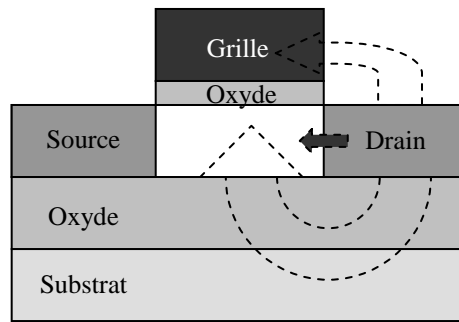 Grille
Oxyde
Source
Drain
Oxyde
Substrat